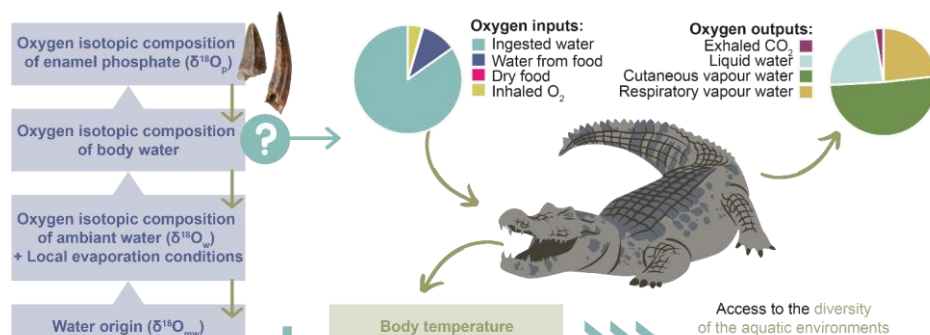 Oxygen isotopic composition
of enamel phosphate (δ¹⁸Oₚ)
Oxygen isotopic composition
of body water
?
Oxygen isotopic composition
of ambiant water (δ¹⁸O_w)
+ Local evaporation conditions
Water origin (δ¹⁸O_mw)
Oxygen inputs:
Ingested water
Water from food
Dry food
Inhaled O₂
Oxygen outputs:
Exhaled CO₂
Liquid water
Cutaneous vapour water
Respiratory vapour water
Body temperature
Access to the diversity
of the aquatic environments